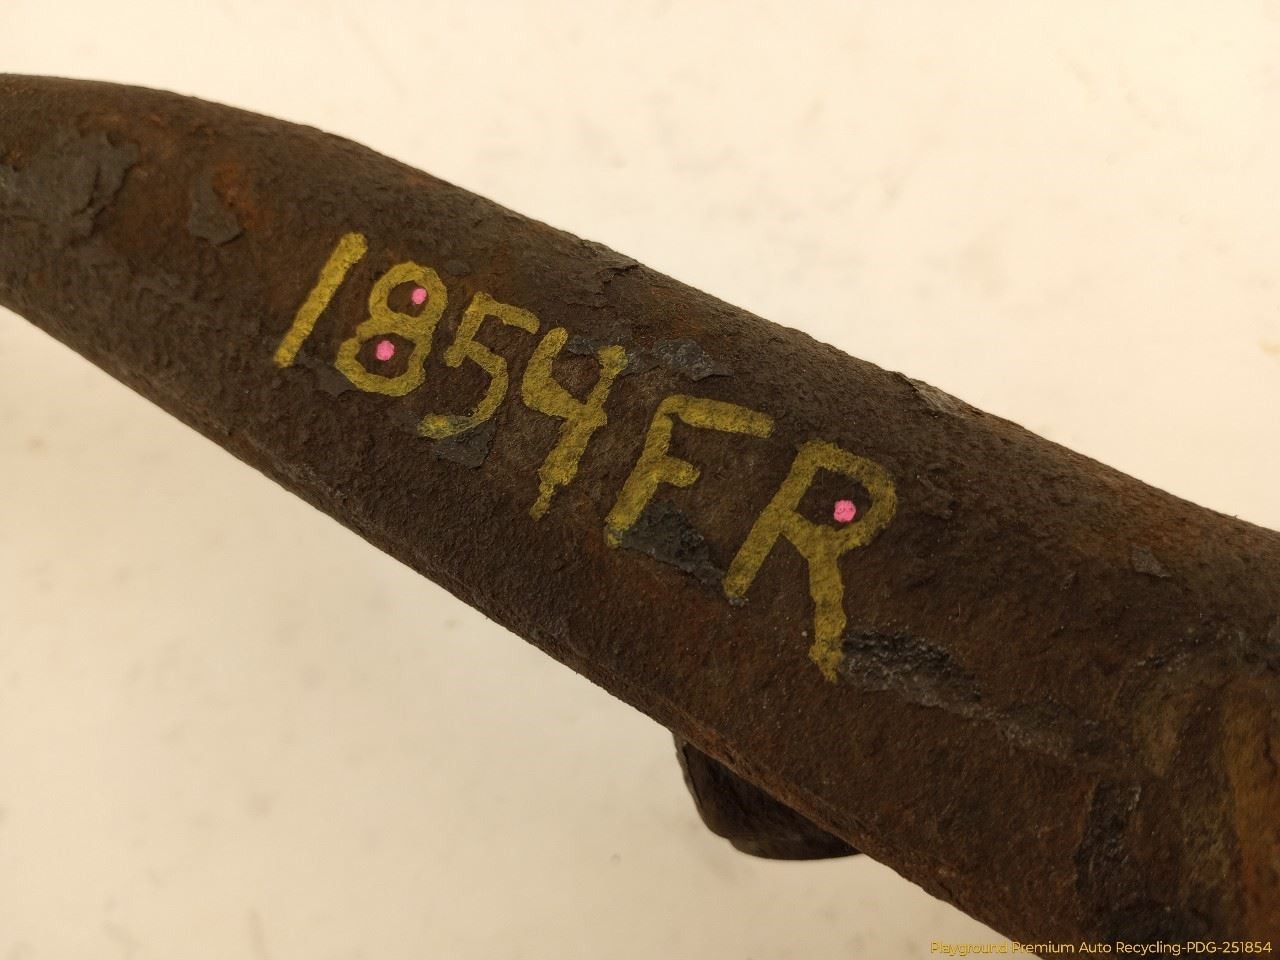 1854FR
Playground Premium Auto Recycling-PDG-251854